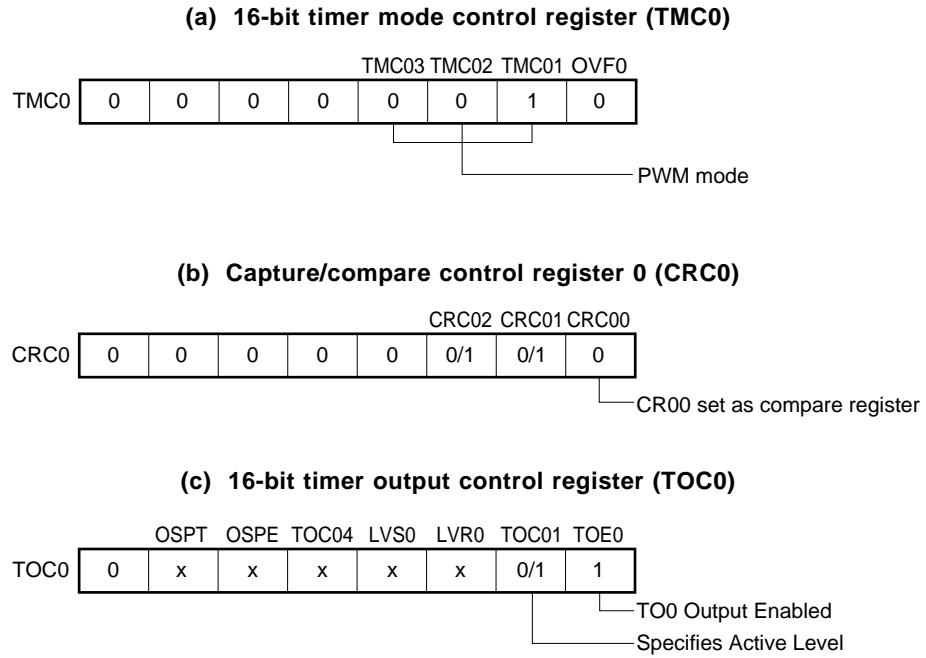 (a) 16-bit timer mode control register (TMC0)
TMC03 TMC02 TMC01 OVF0
TMC0 0 0 0 0 0 0 1 0
PWM mode
(b) Capture/compare control register 0 (CRC0)
CRC02 CRC01 CRC00
CRC0 0 0 0 0 0 0/1 0/1 0
CR00 set as compare register
(c) 16-bit timer output control register (TOC0)
OSPT OSPE TOC04 LVS0 LVR0 TOC01 TOE0
TOC0 0 x x x x x 0/1 1
TO0 Output Enabled
Specifies Active Level